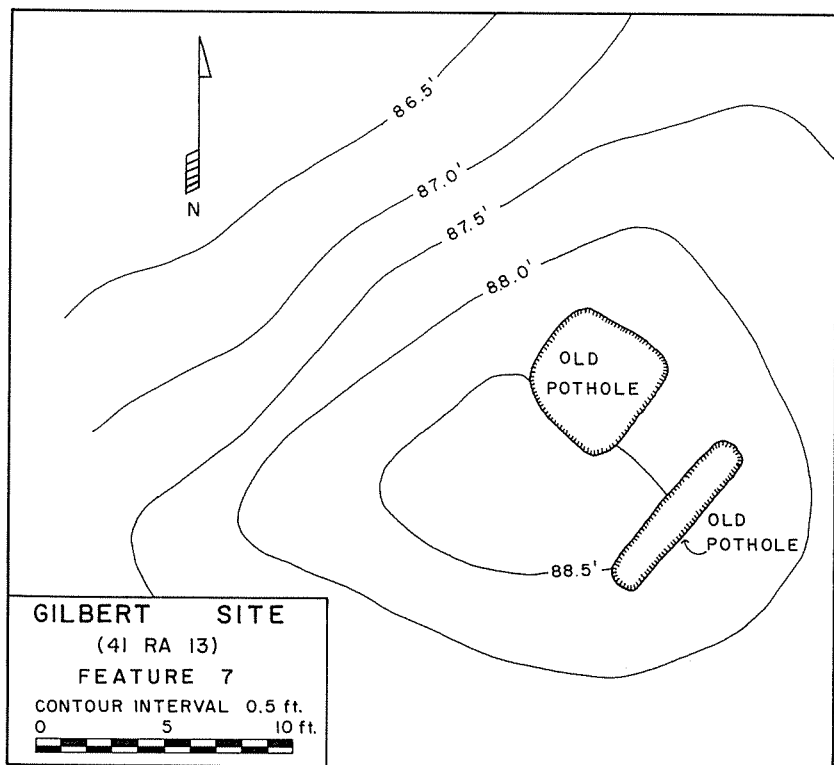 86.5'
N
87.0'
87.5'
88.0'
OLD
POTHOLE
OLD
POTHOLE
88.5'
GILBERT SITE
(41 RA 13)
FEATURE 7
CONTOUR INTERVAL 0.5 ft.
0 5 10 ft.